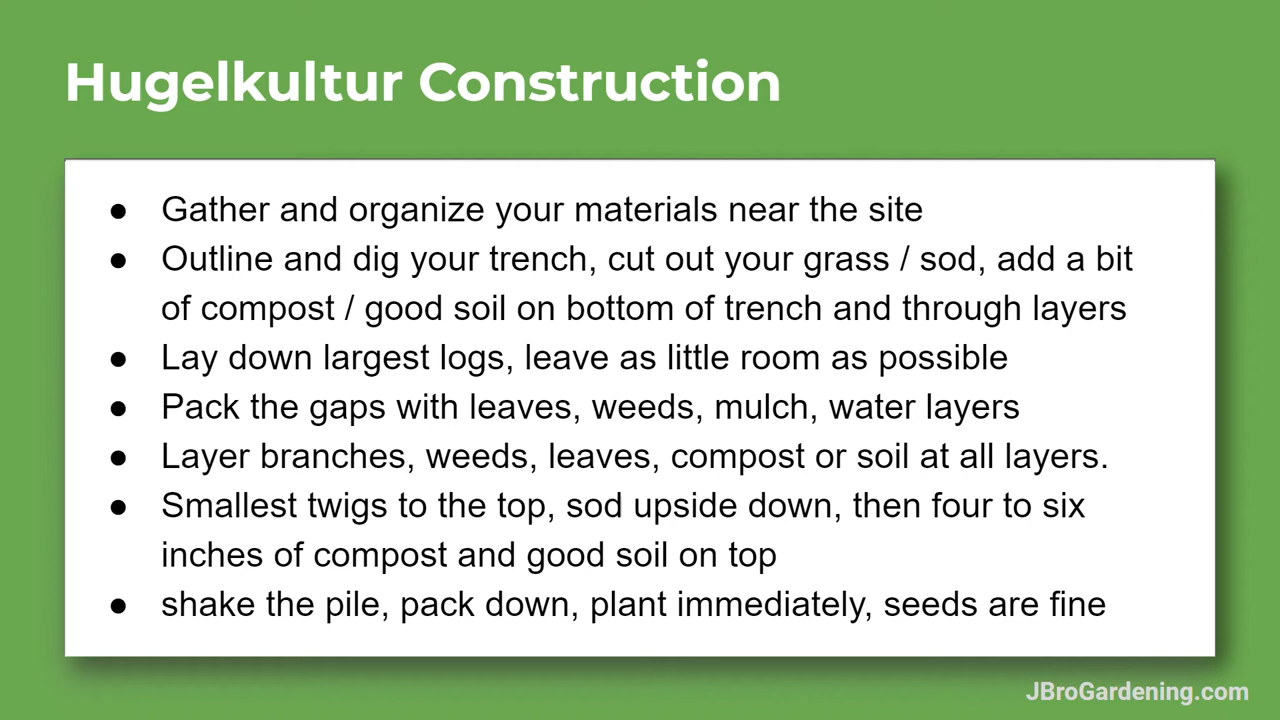 Hugelkultur Construction
● Gather and organize your materials near the site
● Outline and dig your trench, cut out your grass / sod, add a bit
of compost / good soil on bottom of trench and through layers
● Lay down largest logs, leave as little room as possible
● Pack the gaps with leaves, weeds, mulch, water layers
● Layer branches, weeds, leaves, compost or soil at all layers.
● Smallest twigs to the top, sod upside down, then four to six
inches of compost and good soil on top
● shake the pile, pack down, plant immediately, seeds are fine
JBroGardening.com